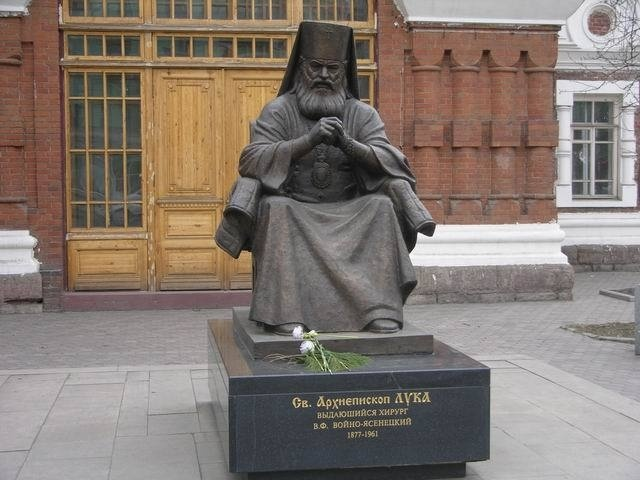 Св. Архиепископ ЛУКА
ВЫДАЮЩИЙСЯ ХИРУРГ
В.Ф. ВОЙНО-ЯСЕНЕЦКИЙ
1877-1961